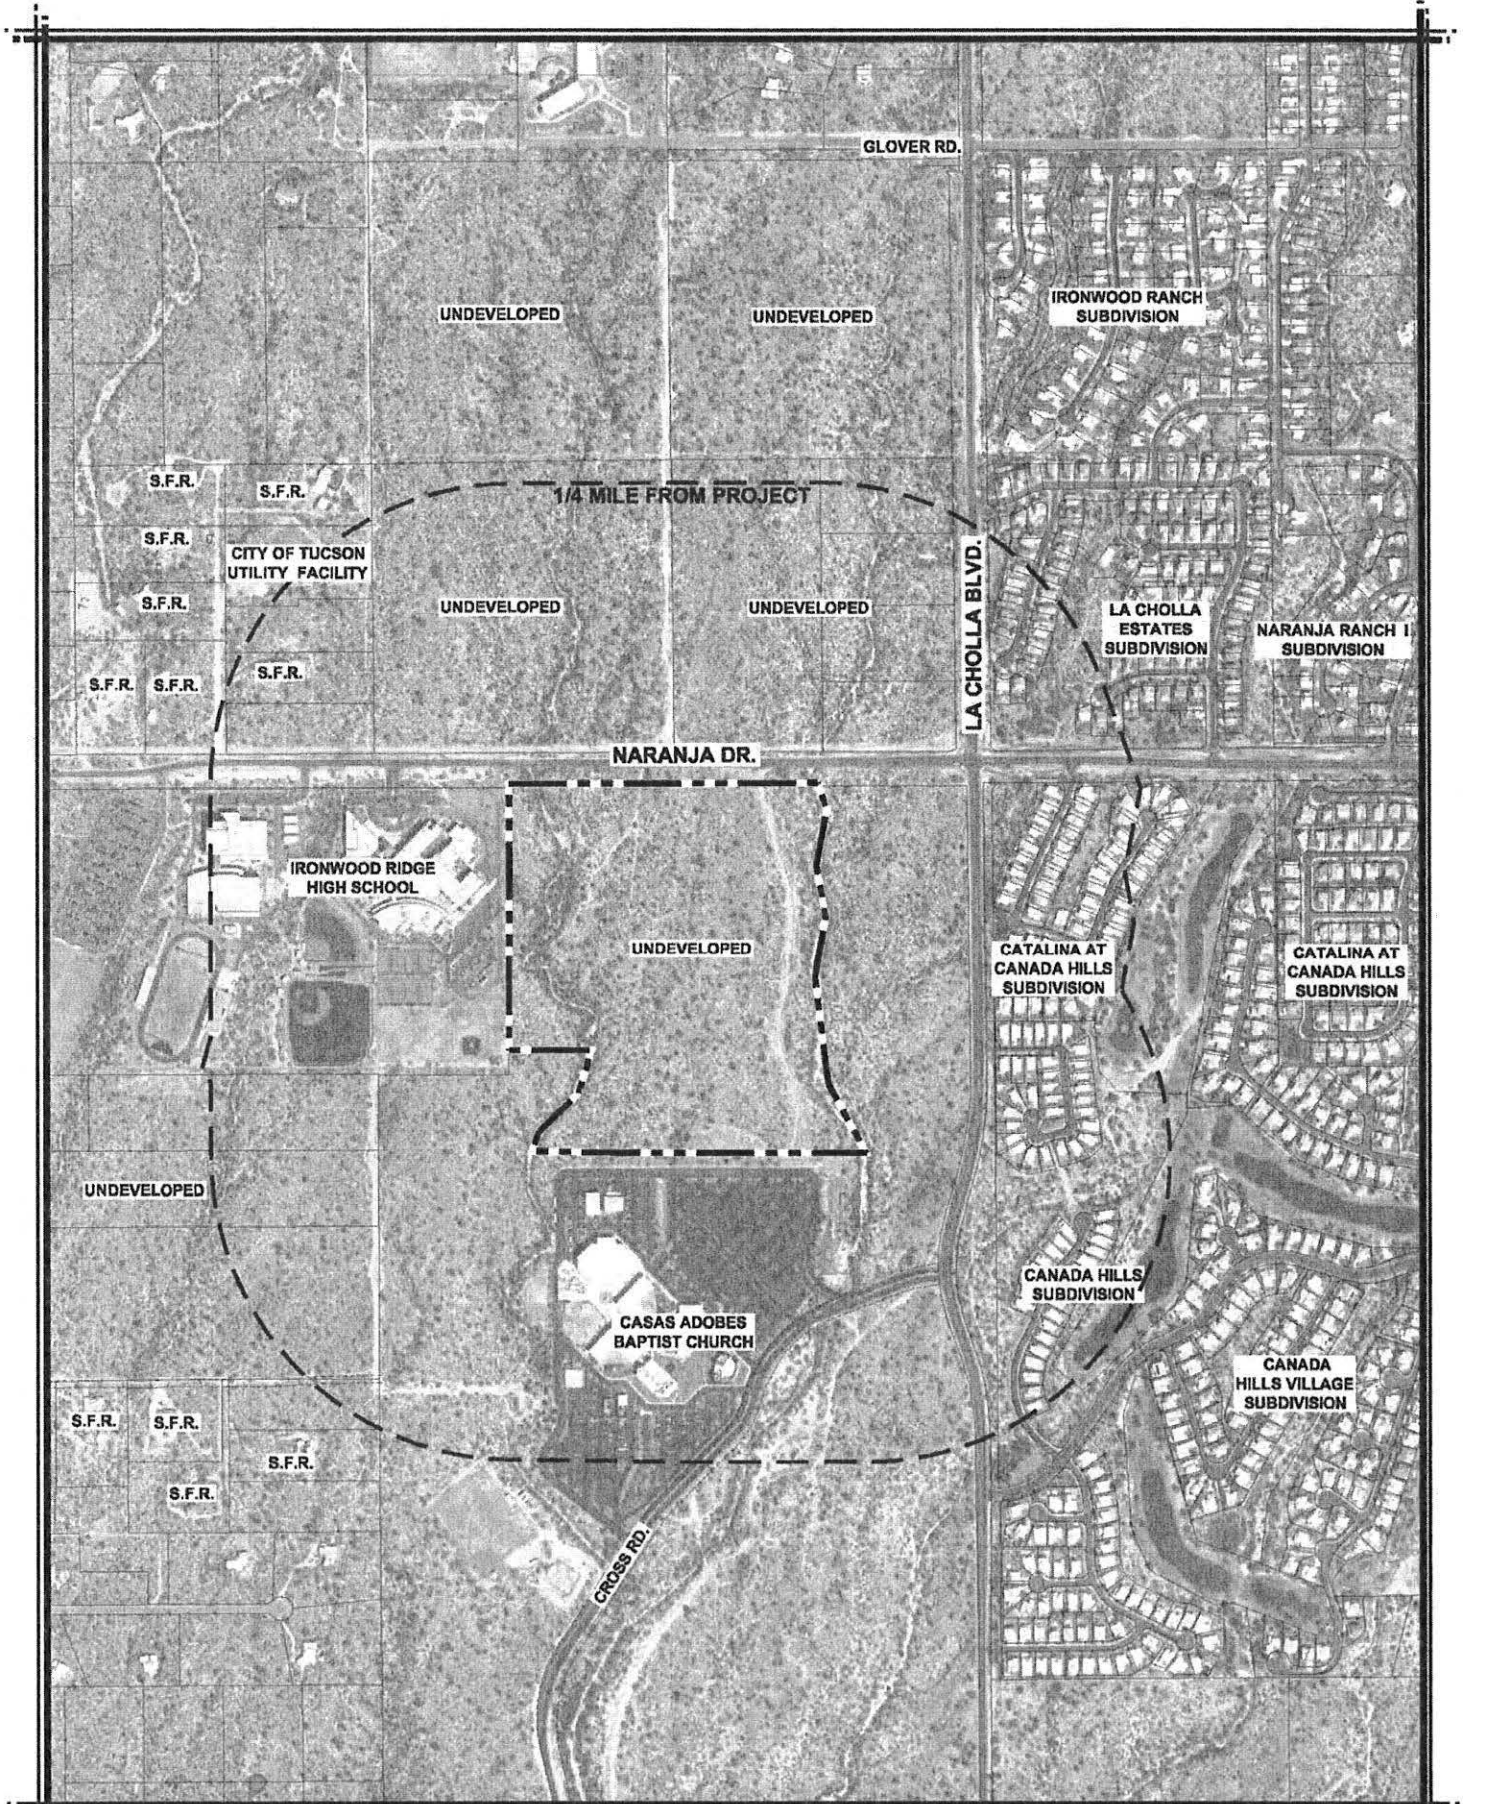 GLOVER RD.
UNDEVELOPED
UNDEVELOPED
IRONWOOD RANCH
SUBDIVISION
S.F.R.
S.F.R.
1/4 MILE FROM PROJECT
S.F.R.
CITY OF TUCSON
UTILITY FACILITY
LA CHOLLA BLVD.
S.F.R.
UNDEVELOPED
UNDEVELOPED
LA CHOLLA
ESTATES
SUBDIVISION
NARANJA RANCH I
SUBDIVISION
S.F.R.
S.F.R.
S.F.R.
NARANJA DR.
IRONWOOD RIDGE
HIGH SCHOOL
UNDEVELOPED
CATALINA AT
CANADA HILLS
SUBDIVISION
CATALINA AT
CANADA HILLS
SUBDIVISION
UNDEVELOPED
CANADA HILLS
SUBDIVISION
CASAS ADOBES
BAPTIST CHURCH
CANADA
HILLS VILLAGE
SUBDIVISION
S.F.R.
S.F.R.
S.F.R.
S.F.R.
CROSS RD.